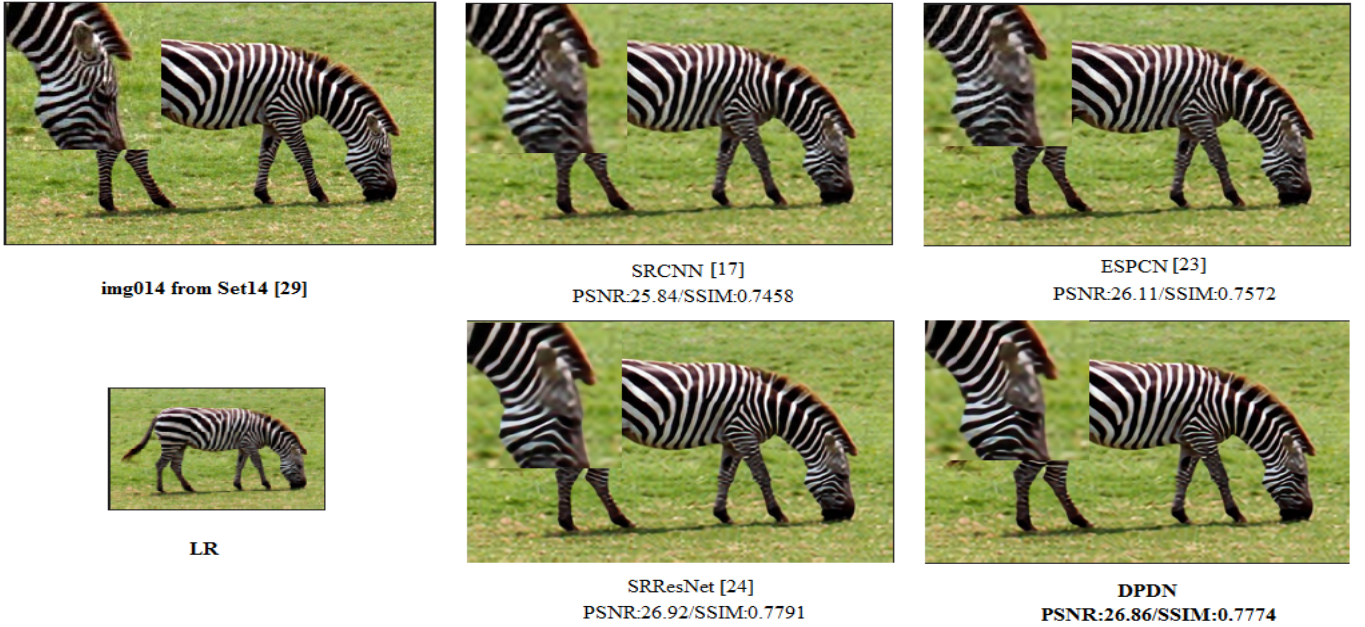 img014 from Set14 [29]
SRCNN [17]
PSNR:25.84/SSIM:0.7458
ESPCN [23]
PSNR:26.11/SSIM:0.7572
LR
SRResNet [24]
PSNR:26.92/SSIM:0.7791
DPDN
PSNR:26.86/SSIM:0.7774